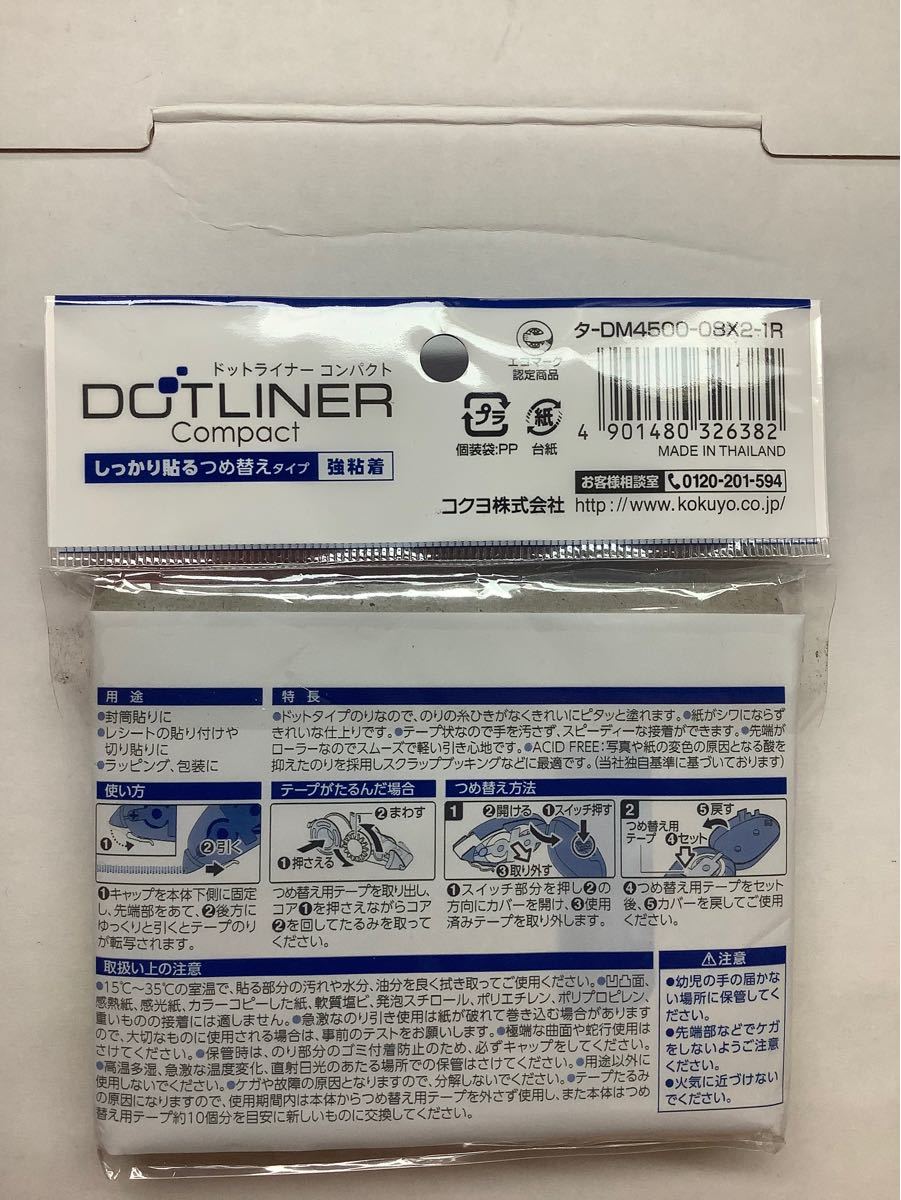 ドットライナー コンパクト
DOTLINER
Compact
しっかり貼るつめ替えタイプ 強粘着
エコマーク
認定商品
ターDM4500-08X2-1R
プラ
紙
個装袋:PP 台紙
4 901480 326382
MADE IN THAILAND
お客様相談室 0120-201-594
コクヨ株式会社 http://www.kokuyo.co.jp/
用途
●封筒貼りに
●レシートの貼り付けや
切り貼りに
●ラッピング、包装に
特長
●ドットタイプのりなので、のりの糸ひきがなくきれいにピタッと塗れます。●紙がシワにならず
きれいな仕上りです。●テープ状なので手を汚さず、スピーディーな接着ができます。●先端が
ローラーなのでスムーズで軽い引き心地です。●ACID FREE:写真や紙の変色の原因となる酸を
抑えたのりを採用しスクラップブッキングなどに最適です。(当社独自基準に基づいております)
使い方
❶
❷引く
❶キャップを本体下側に固定
し、先端部をあて、❷後方に
ゆっくりと引くとテープのり
が転写されます。
テープがたるんだ場合
❷まわす
❶押さえる
つめ替え用テープを取り出し、
コア❶を押さえながらコア
❷を回してたるみを取って
ください。
つめ替え方法
1
❷開ける ❶スイッチ押す
❸取り外す
❶スイッチ部分を押し❷の
方向にカバーを開け、❸使用
済みテープを取り外します。
2
❺戻す
つめ替え用
テープ ❹セット
❹つめ替え用テープをセット
後、❺カバーを戻してご使用
ください。
取扱い上の注意
●15℃~35℃の室温で、貼る部分の汚れや水分、油分を良く拭き取ってご使用ください。●凹凸面、
感熱紙、感光紙、カラーコピーした紙、軟質塩ビ、発泡スチロール、ポリエチレン、ポリプロピレン、
重いものの接着には適しません。●急激なのり引き使用は紙が破れて巻き込む場合があります
ので、大切なものに使用される場合は、事前のテストをお願いします。●極端な曲面や蛇行使用は
さけてください。●保管時は、のり部分のゴミ付着防止のため、必ずキャップをしてください。
●高温多湿、急激な温度変化、直射日光のあたる場所での保管はさけてください。●用途以外に
使用しないでください。●ケガや故障の原因となりますので、分解しないでください。●テープたるみ
の原因になりますので、使用期間内は本体からつめ替え用テープを外さず使用し、また本体はつめ
替え用テープ約10個分を目安に新しいものに交換してください。
⚠注意
●幼児の手の届かな
い場所に保管してく
ださい。
●先端部などでケガ
をしないようご注意
ください。
●火気に近づけない
でください。